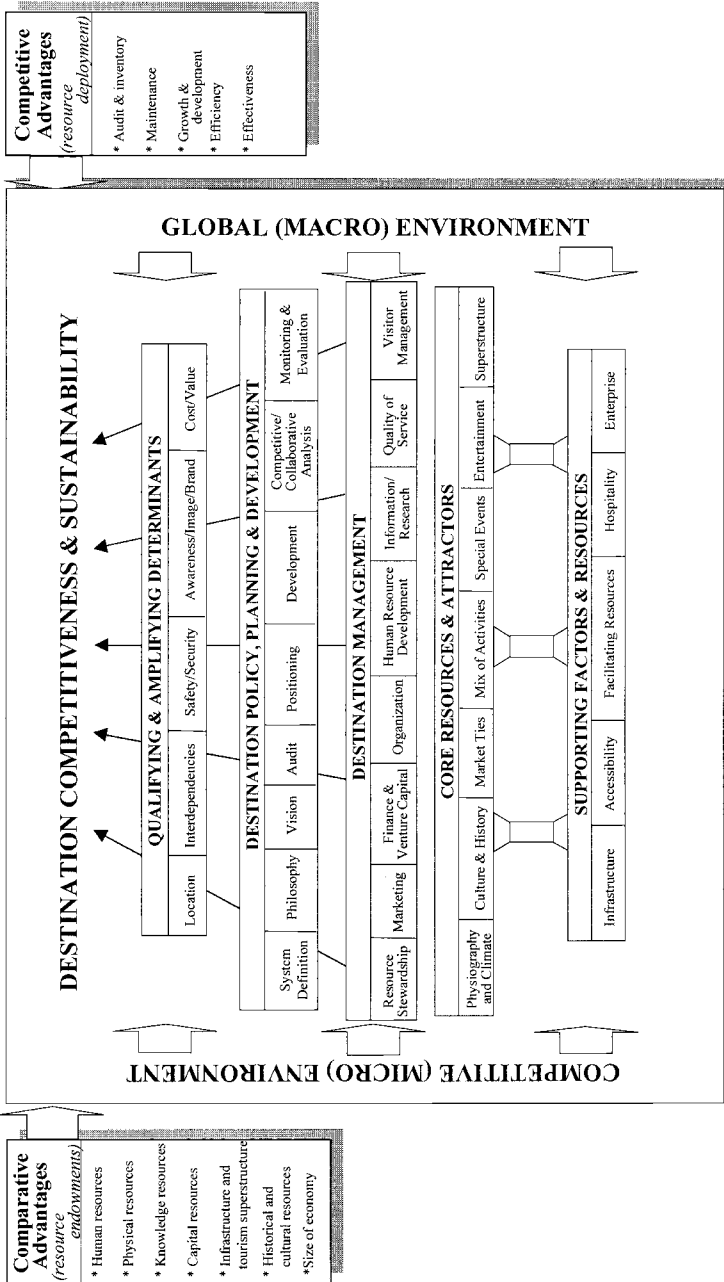 Comparative
Advantages
(resource
endowments)
* Human resources
* Physical resources
* Knowledge resources
* Capital resources
* Infrastructure and
tourism superstructure
* Historical and
cultural resources
*Size of economy
COMPETITIVE (MICRO) ENVIRONMENT
DESTINATION COMPETITIVENESS & SUSTAINABILITY
QUALIFYING & AMPLIFYING DETERMINANTS
Location
Interdependencies
Safety/Security
Awareness/Image/Brand
Cost/Value
DESTINATION POLICY, PLANNING & DEVELOPMENT
System
Definition
Philosophy
Vision
Audit
Positioning
Development
Competitive/
Collaborative
Analysis
Monitoring &
Evaluation
DESTINATION MANAGEMENT
Resource
Stewardship
Marketing
Finance &
Venture Capital
Organization
Human Resource
Development
Information/
Research
Quality of
Service
Visitor
Management
CORE RESOURCES & ATTRACTORS
Physiography
and Climate
Culture & History
Market Ties
Mix of Activities
Special Events
Entertainment
Superstructure
SUPPORTING FACTORS & RESOURCES
Infrastructure
Accessibility
Facilitating Resources
Hospitality
Enterprise
GLOBAL (MACRO) ENVIRONMENT
Competitive
Advantages
(resource
deployment)
* Audit & inventory
* Maintenance
* Growth &
development
* Efficiency
* Effectiveness